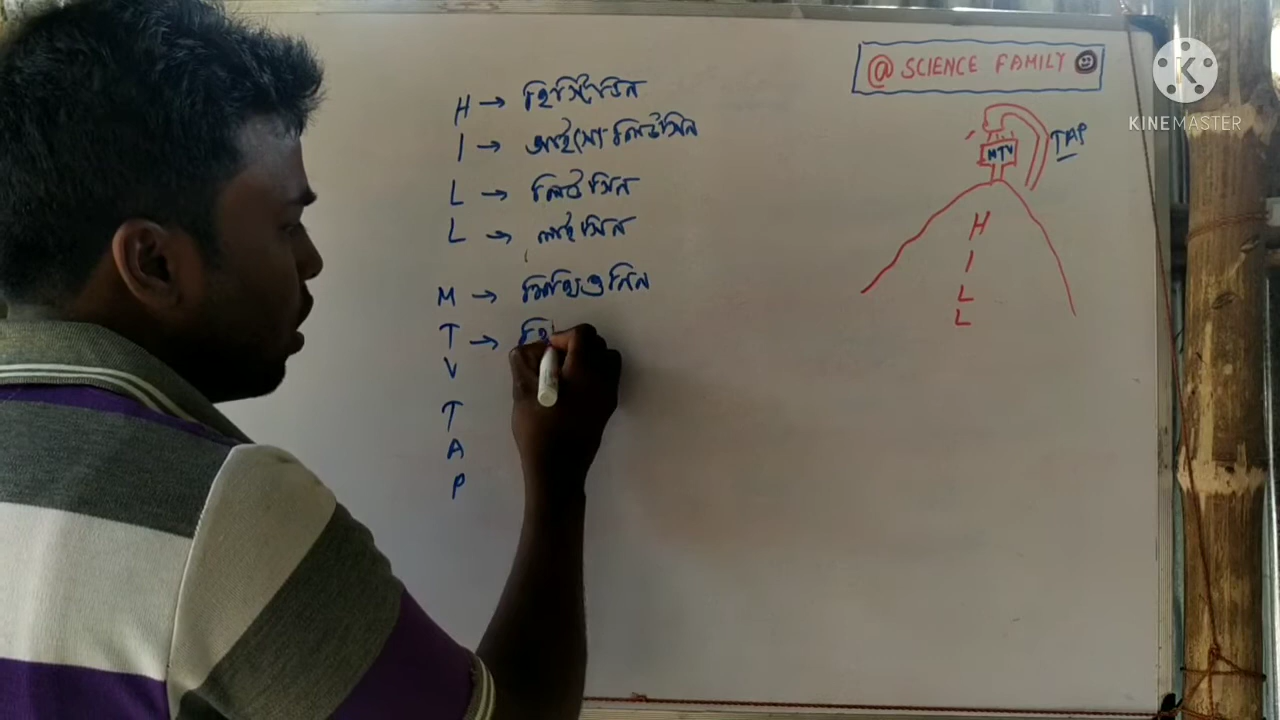 H → হিস্টিডিন
I → আইসো লিউসিন
L → লিউসিন
L → লাইসিন
M → মিথিওনিন
T → থ্রি
V
T
A
P
@ SCIENCE FAMILY
MTV
TAP
H
I
L
L
KINEMASTER